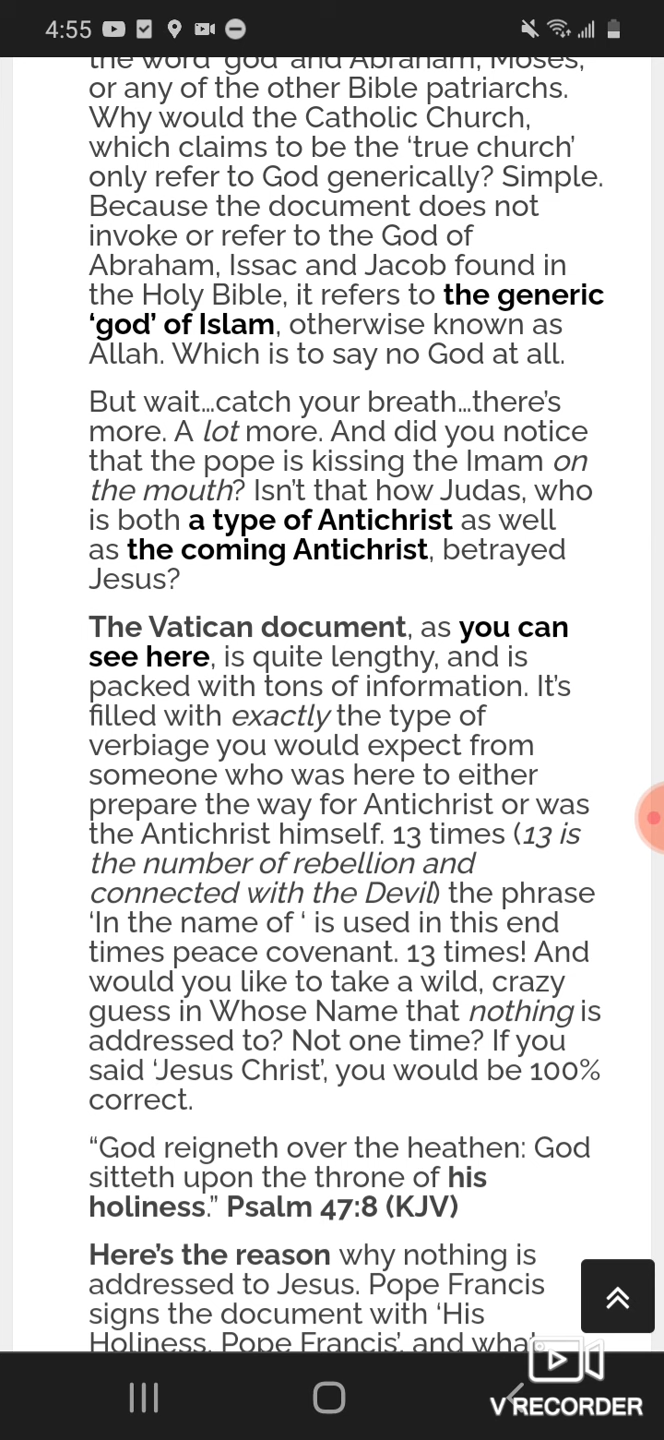 4:55
the word 'god' and Abraham, Moses,
or any of the other Bible patriarchs.
Why would the Catholic Church,
which claims to be the 'true church'
only refer to God generically? Simple.
Because the document does not
invoke or refer to the God of
Abraham, Issac and Jacob found in
the Holy Bible, it refers to the generic
‘god’ of Islam, otherwise known as
Allah. Which is to say no God at all.
But wait…catch your breath…there’s
more. A lot more. And did you notice
that the pope is kissing the Imam on
the mouth? Isn’t that how Judas, who
is both a type of Antichrist as well
as the coming Antichrist, betrayed
Jesus?
The Vatican document, as you can
see here, is quite lengthy, and is
packed with tons of information. It’s
filled with exactly the type of
verbiage you would expect from
someone who was here to either
prepare the way for Antichrist or was
the Antichrist himself. 13 times (13 is
the number of rebellion and
connected with the Devil) the phrase
‘In the name of ‘ is used in this end
times peace covenant. 13 times! And
would you like to take a wild, crazy
guess in Whose Name that nothing is
addressed to? Not one time? If you
said ‘Jesus Christ’, you would be 100%
correct.
“God reigneth over the heathen: God
sitteth upon the throne of his
holiness.” Psalm 47:8 (KJV)
Here’s the reason why nothing is
addressed to Jesus. Pope Francis
signs the document with ‘His
Holiness, Pope Francis’, and what
V RECORDER